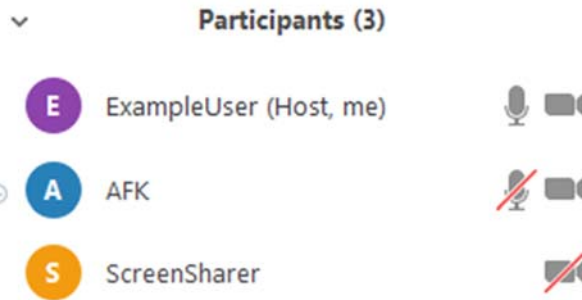 Participants (3)
E ExampleUser (Host, me)
A AFK
S ScreenSharer